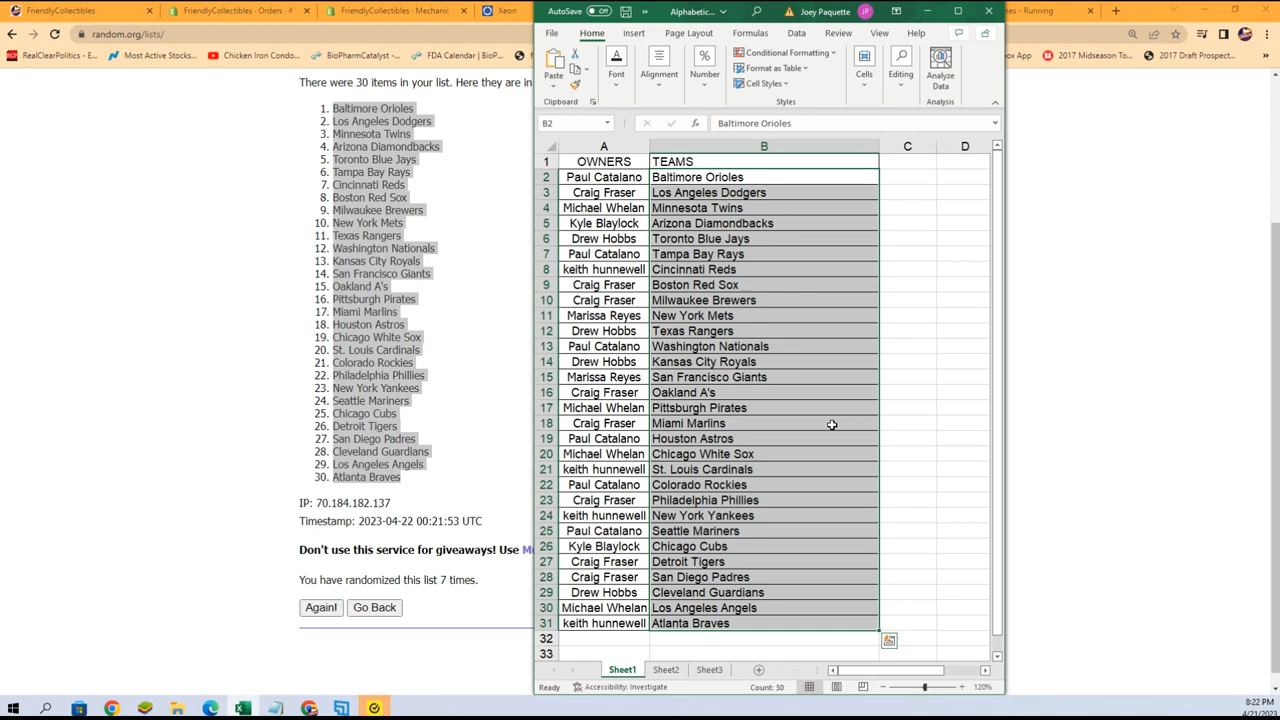 FriendlyCollectibles
FriendlyCollectibles - Orders - #
FriendlyCollectibles - Mechanic
Xeon
es - Running
random.org/lists/
RealClearPolitics - E...
Most Active Stocks...
Chicken Iron Condo...
BioPharmCatalyst -...
FDA Calendar | BioP...
ox App
2017 Midseason To...
2017 Draft Prospect...
There were 30 items in your list. Here they are in
1. Baltimore Orioles
2. Los Angeles Dodgers
3. Minnesota Twins
4. Arizona Diamondbacks
5. Toronto Blue Jays
6. Tampa Bay Rays
7. Cincinnati Reds
8. Boston Red Sox
9. Milwaukee Brewers
10. New York Mets
11. Texas Rangers
12. Washington Nationals
13. Kansas City Royals
14. San Francisco Giants
15. Oakland A's
16. Pittsburgh Pirates
17. Miami Marlins
18. Houston Astros
19. Chicago White Sox
20. St. Louis Cardinals
21. Colorado Rockies
22. Philadelphia Phillies
23. New York Yankees
24. Seattle Mariners
25. Chicago Cubs
26. Detroit Tigers
27. San Diego Padres
28. Cleveland Guardians
29. Los Angeles Angels
30. Atlanta Braves
IP: 70.184.182.137
Timestamp: 2023-04-22 00:21:53 UTC
Don't use this service for giveaways! Use M
You have randomized this list 7 times.
Again! Go Back
AutoSave Off
Alphabetic...
Joey Paquette JP
File Home Insert Page Layout Formulas Data Review View Help
Paste Font Alignment Number
Conditional Formatting
Format as Table
Cell Styles
Cells Editing Analyze Data
Clipboard Styles Analysis
B2 fx Baltimore Orioles
A B C D
1 OWNERS TEAMS
2 Paul Catalano Baltimore Orioles
3 Craig Fraser Los Angeles Dodgers
4 Michael Whelan Minnesota Twins
5 Kyle Blaylock Arizona Diamondbacks
6 Drew Hobbs Toronto Blue Jays
7 Paul Catalano Tampa Bay Rays
8 keith hunnewell Cincinnati Reds
9 Craig Fraser Boston Red Sox
10 Craig Fraser Milwaukee Brewers
11 Marissa Reyes New York Mets
12 Drew Hobbs Texas Rangers
13 Paul Catalano Washington Nationals
14 Drew Hobbs Kansas City Royals
15 Marissa Reyes San Francisco Giants
16 Craig Fraser Oakland A's
17 Michael Whelan Pittsburgh Pirates
18 Craig Fraser Miami Marlins
19 Paul Catalano Houston Astros
20 Michael Whelan Chicago White Sox
21 keith hunnewell St. Louis Cardinals
22 Paul Catalano Colorado Rockies
23 Craig Fraser Philadelphia Phillies
24 keith hunnewell New York Yankees
25 Paul Catalano Seattle Mariners
26 Kyle Blaylock Chicago Cubs
27 Craig Fraser Detroit Tigers
28 Craig Fraser San Diego Padres
29 Drew Hobbs Cleveland Guardians
30 Michael Whelan Los Angeles Angels
31 keith hunnewell Atlanta Braves
32
33
Sheet1 Sheet2 Sheet3
Ready Accessibility: Investigate Count: 30 120%
8:22 PM
4/21/2023